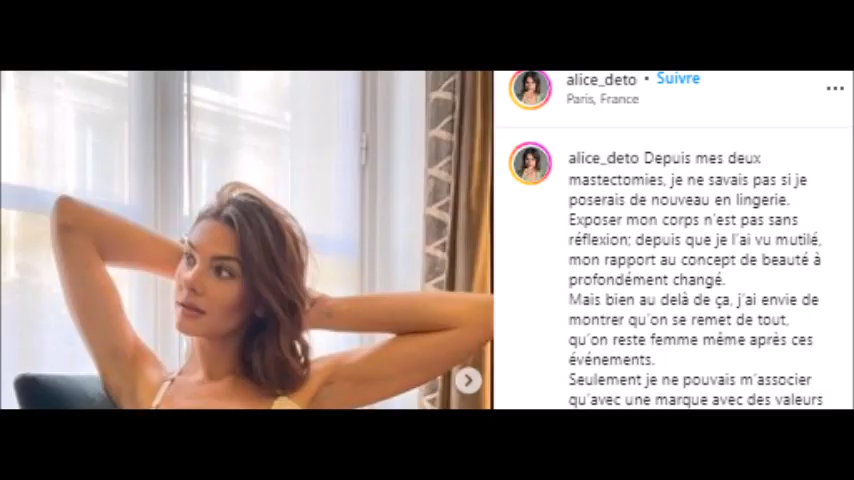 alice_deto • Suivre
Paris, France
alice_deto Depuis mes deux
mastectomies, je ne savais pas si je
poserais de nouveau en lingerie.
Exposer mon corps n'est pas sans
réflexion; depuis que je l'ai vu mutilé,
mon rapport au concept de beauté à
profondément changé.
Mais bien au delà de ça, j'ai envie de
montrer qu'on se remet de tout,
qu'on reste femme même après ces
événements.
Seulement je ne pouvais m'associer
qu'avec une marque avec des valeurs